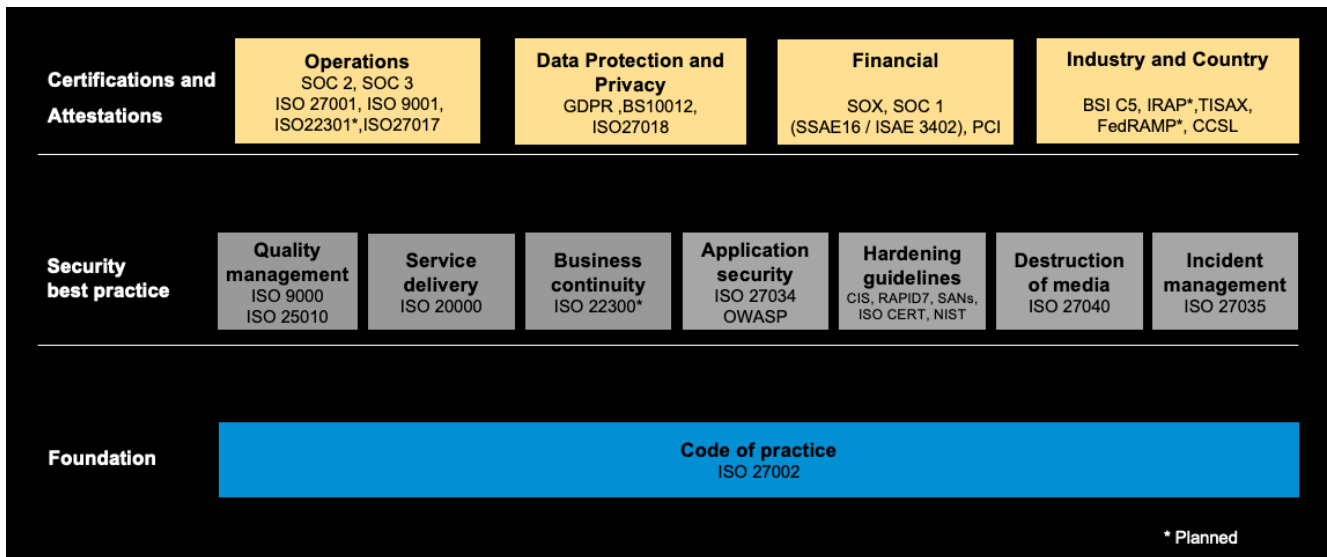 Certifications and
Attestations
Operations
SOC 2, SOC 3
ISO 27001, ISO 9001,
ISO22301*,ISO27017
Data Protection and
Privacy
GDPR ,BS10012,
ISO27018
Financial
SOX, SOC 1
(SSAE16 / ISAE 3402), PCI
Industry and Country
BSI C5, IRAP*,TISAX,
FedRAMP*, CCSL
Security
best practice
Quality
management
ISO 9000
ISO 25010
Service
delivery
ISO 20000
Business
continuity
ISO 22300*
Application
security
ISO 27034
OWASP
Hardening
guidelines
CIS, RAPID7, SANs,
ISO CERT, NIST
Destruction
of media
ISO 27040
Incident
management
ISO 27035
Foundation
Code of practice
ISO 27002
* Planned